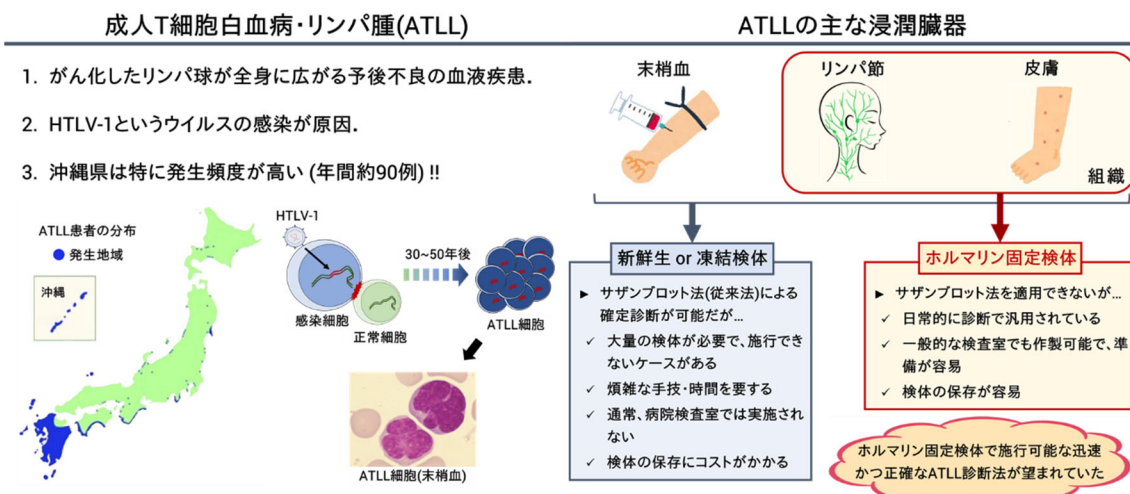 成人T細胞白血病・リンパ腫(ATLL)
1. がん化したリンパ球が全身に広がる予後不良の血液疾患.
2. HTLV-1というウイルスの感染が原因.
3. 沖縄県は特に発生頻度が高い (年間約90例) !!
ATLL患者の分布
発生地域
沖縄
HTLV-1
30~50年後
感染細胞
正常細胞
ATLL細胞
ATLL細胞(末梢血)
ATLLの主な浸潤臓器
末梢血
リンパ節
皮膚
組織
新鮮生 or 凍結検体
► サザンブロット法(従来法)による
確定診断が可能だが…
✓ 大量の検体が必要で、施行でき
ないケースがある
✓ 煩雑な手技・時間を要する
✓ 通常、病院検査室では実施され
ない
✓ 検体の保存にコストがかかる
ホルマリン固定検体
► サザンブロット法を適用できないが…
✓ 日常的に診断で汎用されている
✓ 一般的な検査室でも作製可能で、準
備が容易
✓ 検体の保存が容易
ホルマリン固定検体で施行可能な迅速
かつ正確なATLL診断法が望まれていた